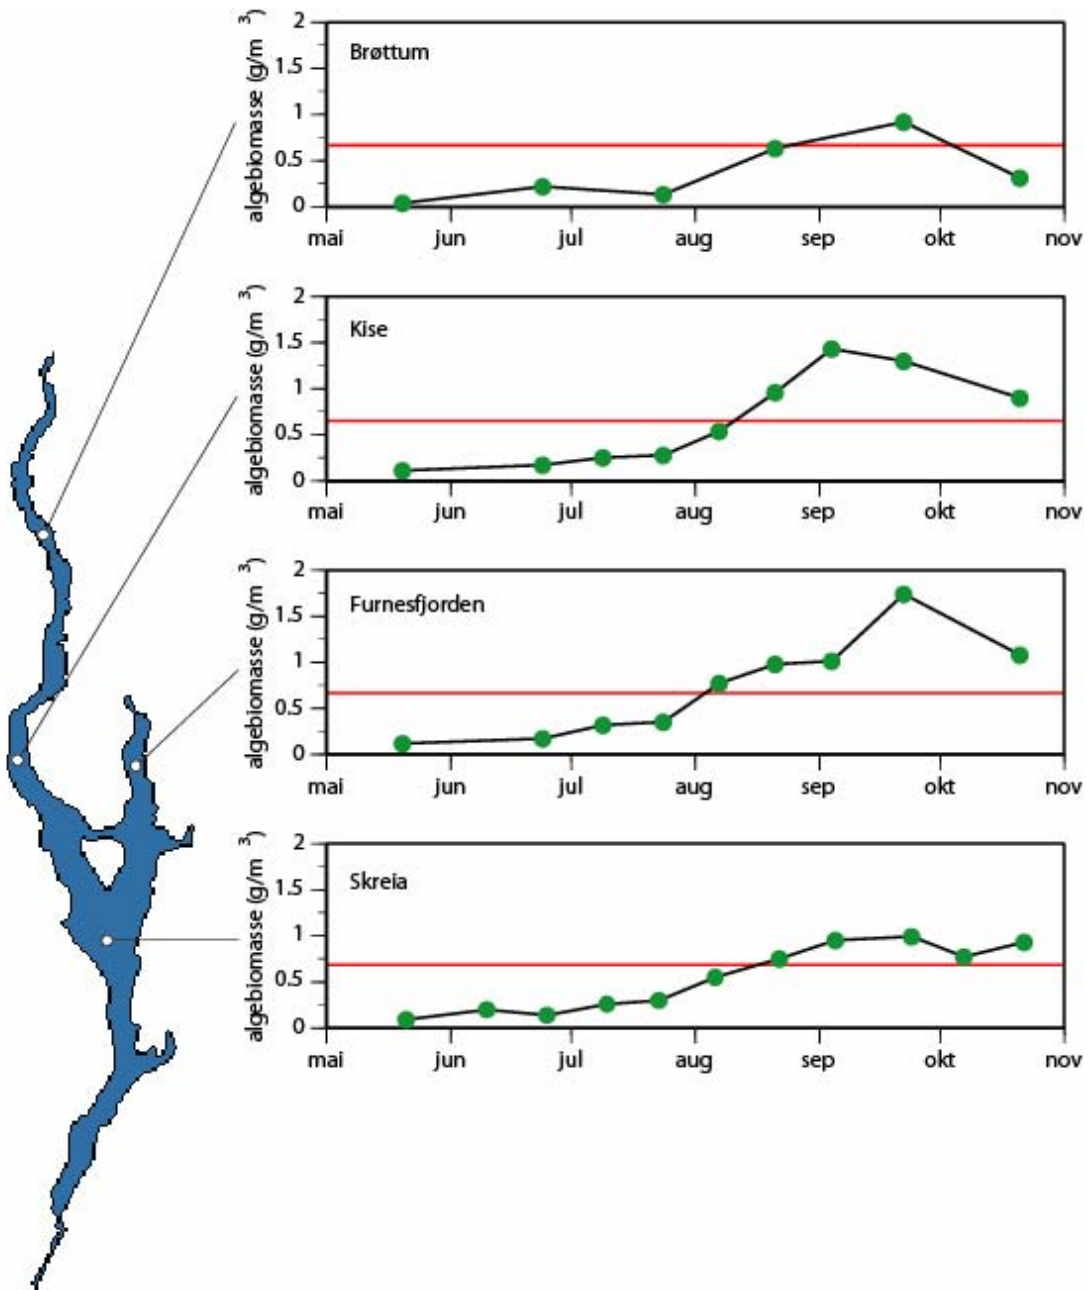 Brøttum
algebiomasse (g/m 3)
2
1.5
1
0.5
0
mai jun jul aug sep okt nov
Kise
algebiomasse (g/m 3)
2
1.5
1
0.5
0
mai jun jul aug sep okt nov
Furnesfjorden
algebiomasse (g/m 3)
2
1.5
1
0.5
0
mai jun jul aug sep okt nov
Skreia
algebiomasse (g/m 3)
2
1.5
1
0.5
0
mai jun jul aug sep okt nov